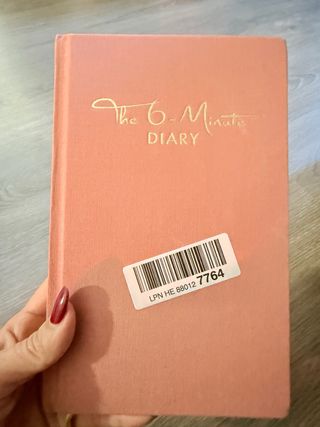 The 6-Minute
DIARY
LPN HE 88012 7764